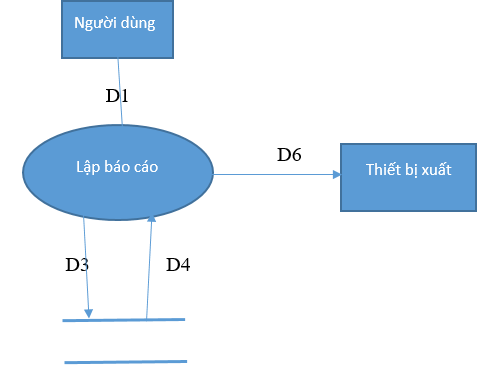 Người dùng
D1
Lập báo cáo
D6
Thiết bị xuất
D3
D4